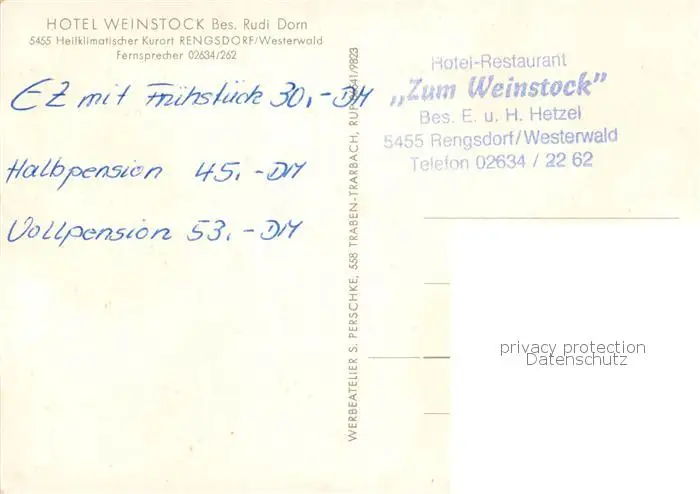 HOTEL WEINSTOCK Bes. Rudi Dorn
5455 Heilklimatischer Kurort RENGSDORF/Westerwald
Fernsprecher 02634/262
EZ mit Frühstück 30,-DM
Halbpension 45,-DM
Vollpension 53,-DM
WERBEATELIER S. PERSCHKE, 558 TRABEN-TRARBACH, RUF 06541/9823
Hotel-Restaurant
„Zum Weinstock”
Bes. E. u. H. Hetzel
5455 Rengsdorf/Westerwald
Telefon 02634 / 22 62
privacy protection
Datenschutz